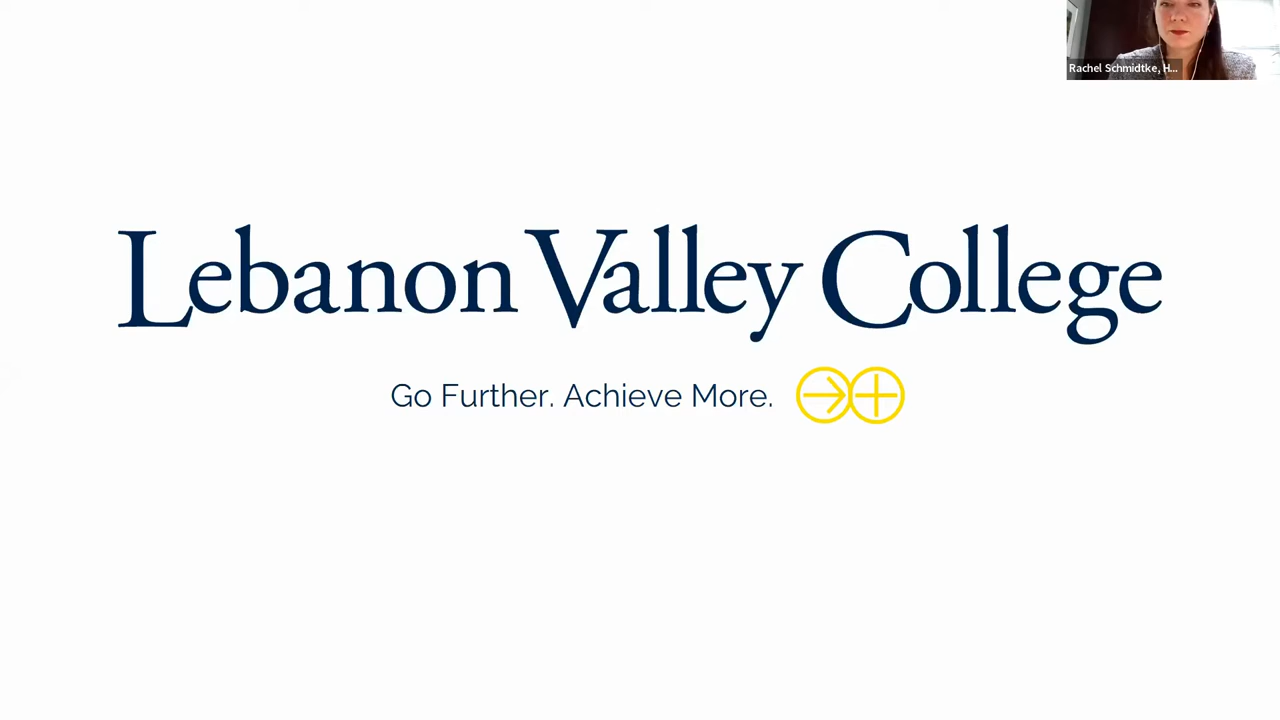 Rachel Schmidtke, H...
Lebanon Valley College
Go Further. Achieve More.